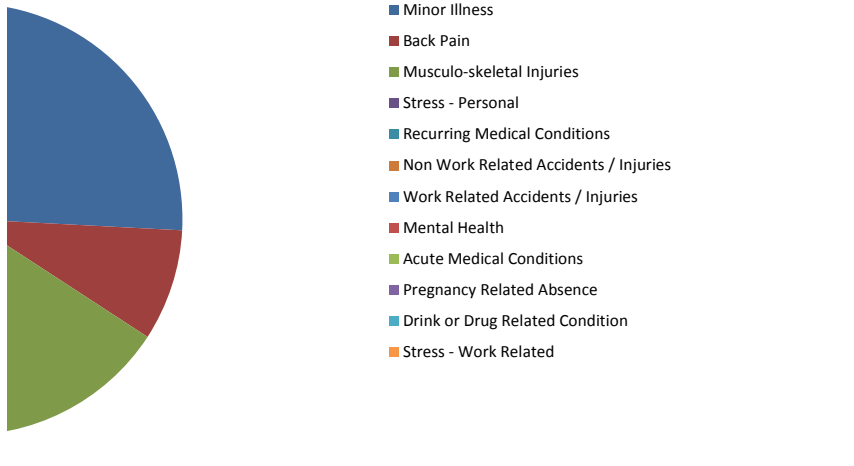 Minor Illness
Back Pain
Musculo-skeletal Injuries
Stress - Personal
Recurring Medical Conditions
Non Work Related Accidents / Injuries
Work Related Accidents / Injuries
Mental Health
Acute Medical Conditions
Pregnancy Related Absence
Drink or Drug Related Condition
Stress - Work Related